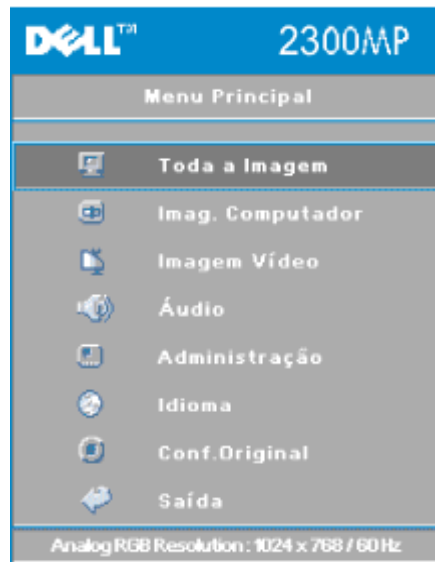 DELL™ 2300MP
Menu Principal
Toda a Imagem
Imag. Computador
Imagem Vídeo
Áudio
Administração
Idioma
Conf.Original
Saída
Analog RGB Resolution : 1024 x 768 / 60 Hz